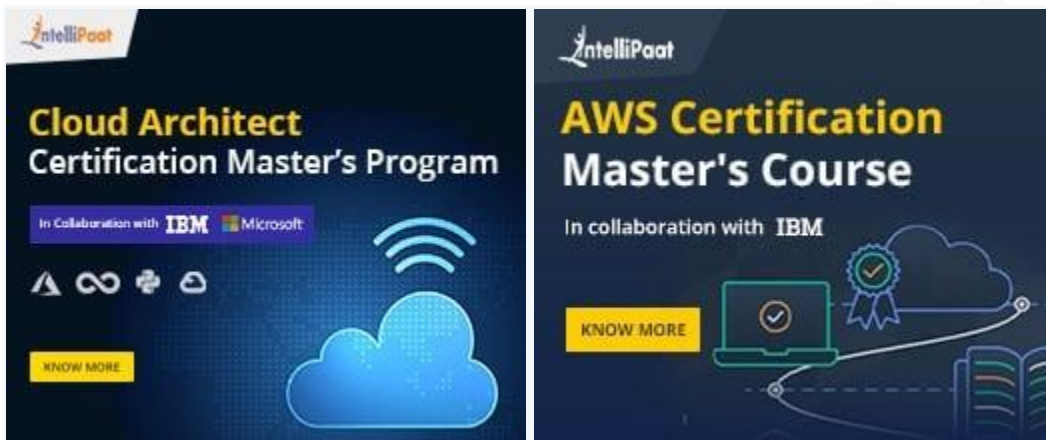 IntelliPaat
Cloud Architect
Certification Master's Program
In Collaboration with IBM Microsoft
KNOW MORE
IntelliPaat
AWS Certification
Master's Course
In collaboration with IBM
KNOW MORE